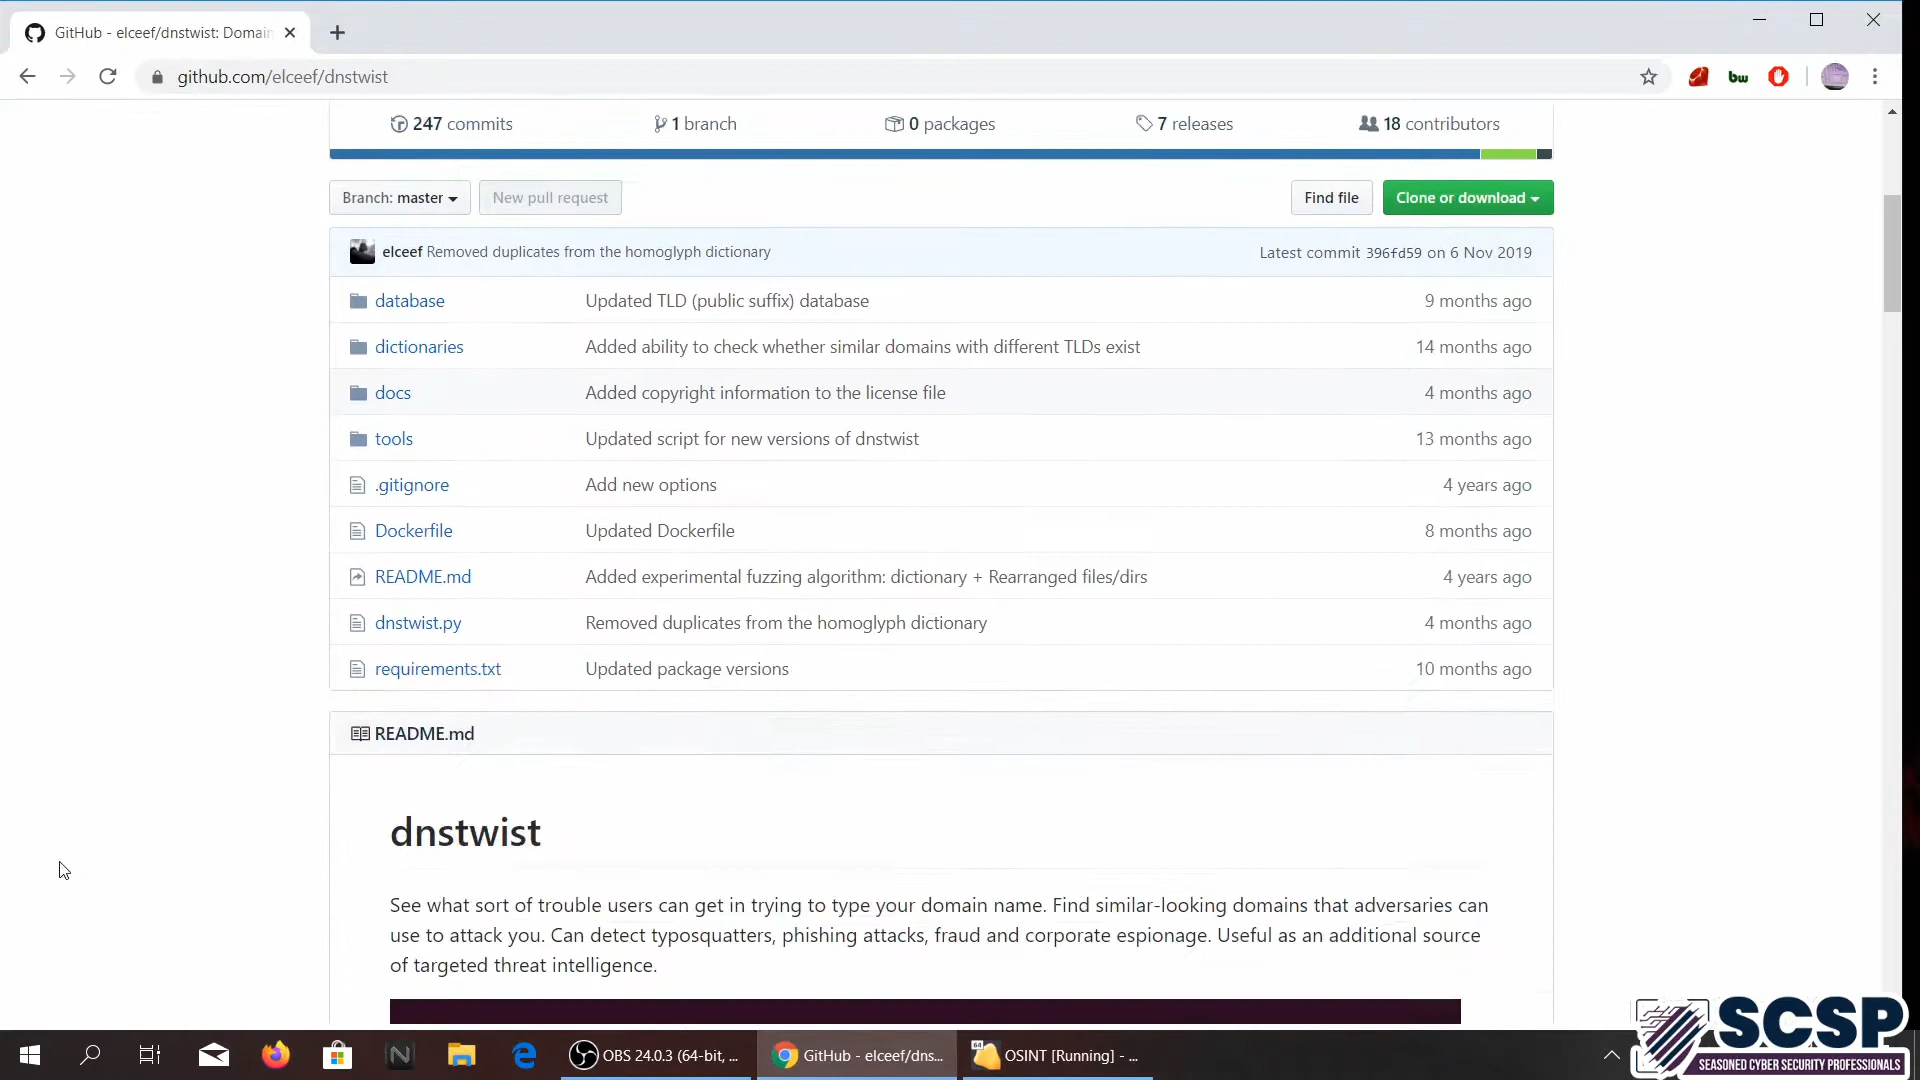 GitHub - elceef/dnstwist: Domain
github.com/elceef/dnstwist
bw
247 commits
1 branch
0 packages
7 releases
18 contributors
Branch: master
New pull request
Find file
Clone or download
elceef Removed duplicates from the homoglyph dictionary
Latest commit 396fd59 on 6 Nov 2019
database Updated TLD (public suffix) database 9 months ago
dictionaries Added ability to check whether similar domains with different TLDs exist 14 months ago
docs Added copyright information to the license file 4 months ago
tools Updated script for new versions of dnstwist 13 months ago
.gitignore Add new options 4 years ago
Dockerfile Updated Dockerfile 8 months ago
README.md Added experimental fuzzing algorithm: dictionary + Rearranged files/dirs 4 years ago
dnstwist.py Removed duplicates from the homoglyph dictionary 4 months ago
requirements.txt Updated package versions 10 months ago
README.md
dnstwist
See what sort of trouble users can get in trying to type your domain name. Find similar-looking domains that adversaries can
use to attack you. Can detect typosquatters, phishing attacks, fraud and corporate espionage. Useful as an additional source
of targeted threat intelligence.
OBS 24.0.3 (64-bit, ...
GitHub - elceef/dns...
64
OSINT [Running] - ...
SCSP
SEASONED CYBER SECURITY PROFESSIONALS